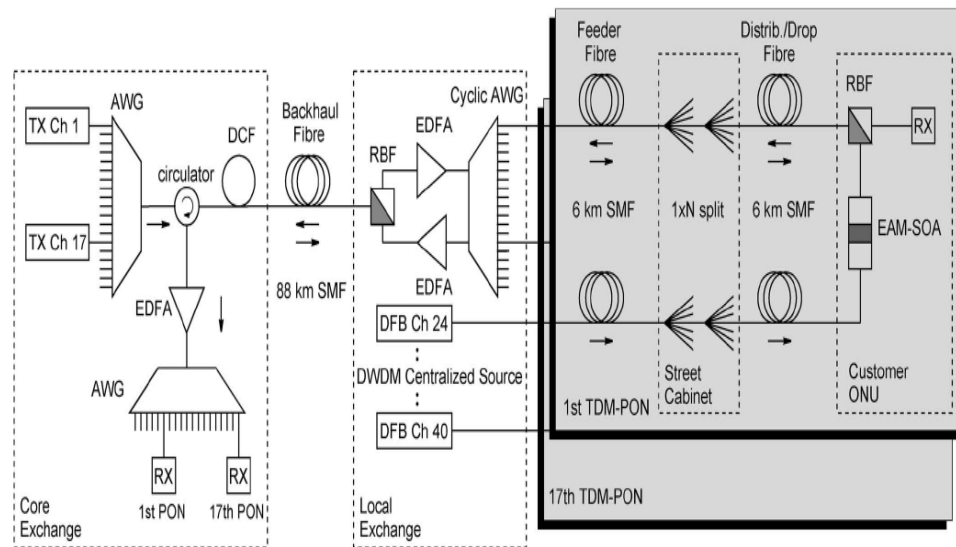 AWG
TX Ch 1
TX Ch 17
circulator
DCF
EDFA
AWG
RX
RX
1st PON
17th PON
Core
Exchange
Backhaul
Fibre
88 km SMF
RBF
EDFA
EDFA
Cyclic AWG
DFB Ch 24
DWDM Centralized Source
DFB Ch 40
Local
Exchange
Feeder
Fibre
Distrib./Drop
Fibre
RBF
RX
6 km SMF
1xN split
6 km SMF
EAM-SOA
Street
Cabinet
Customer
ONU
1st TDM-PON
17th TDM-PON